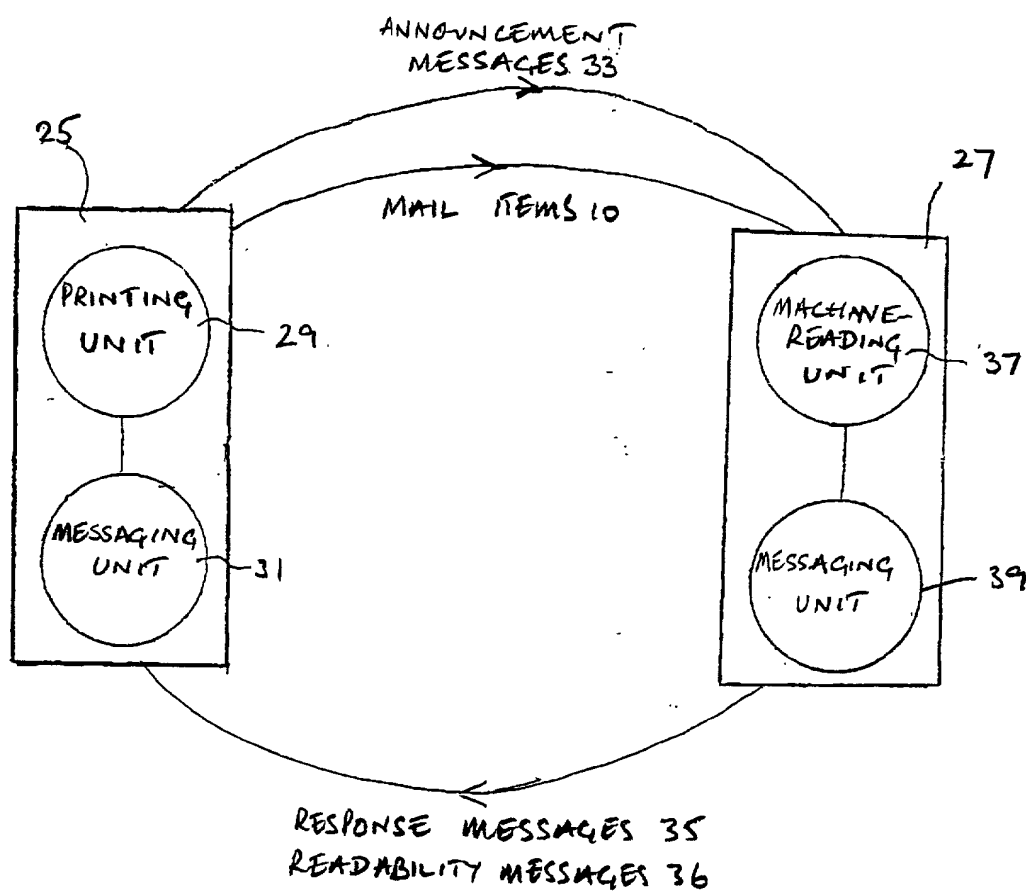 ANNOUNCEMENT
MESSAGES 33
25
27
MAIL ITEMS 10
PRINTING
UNIT
29
MACHINE-
READING
UNIT
37
MESSAGING
UNIT
31
MESSAGING
UNIT
39
RESPONSE MESSAGES 35
READABILITY MESSAGES 36